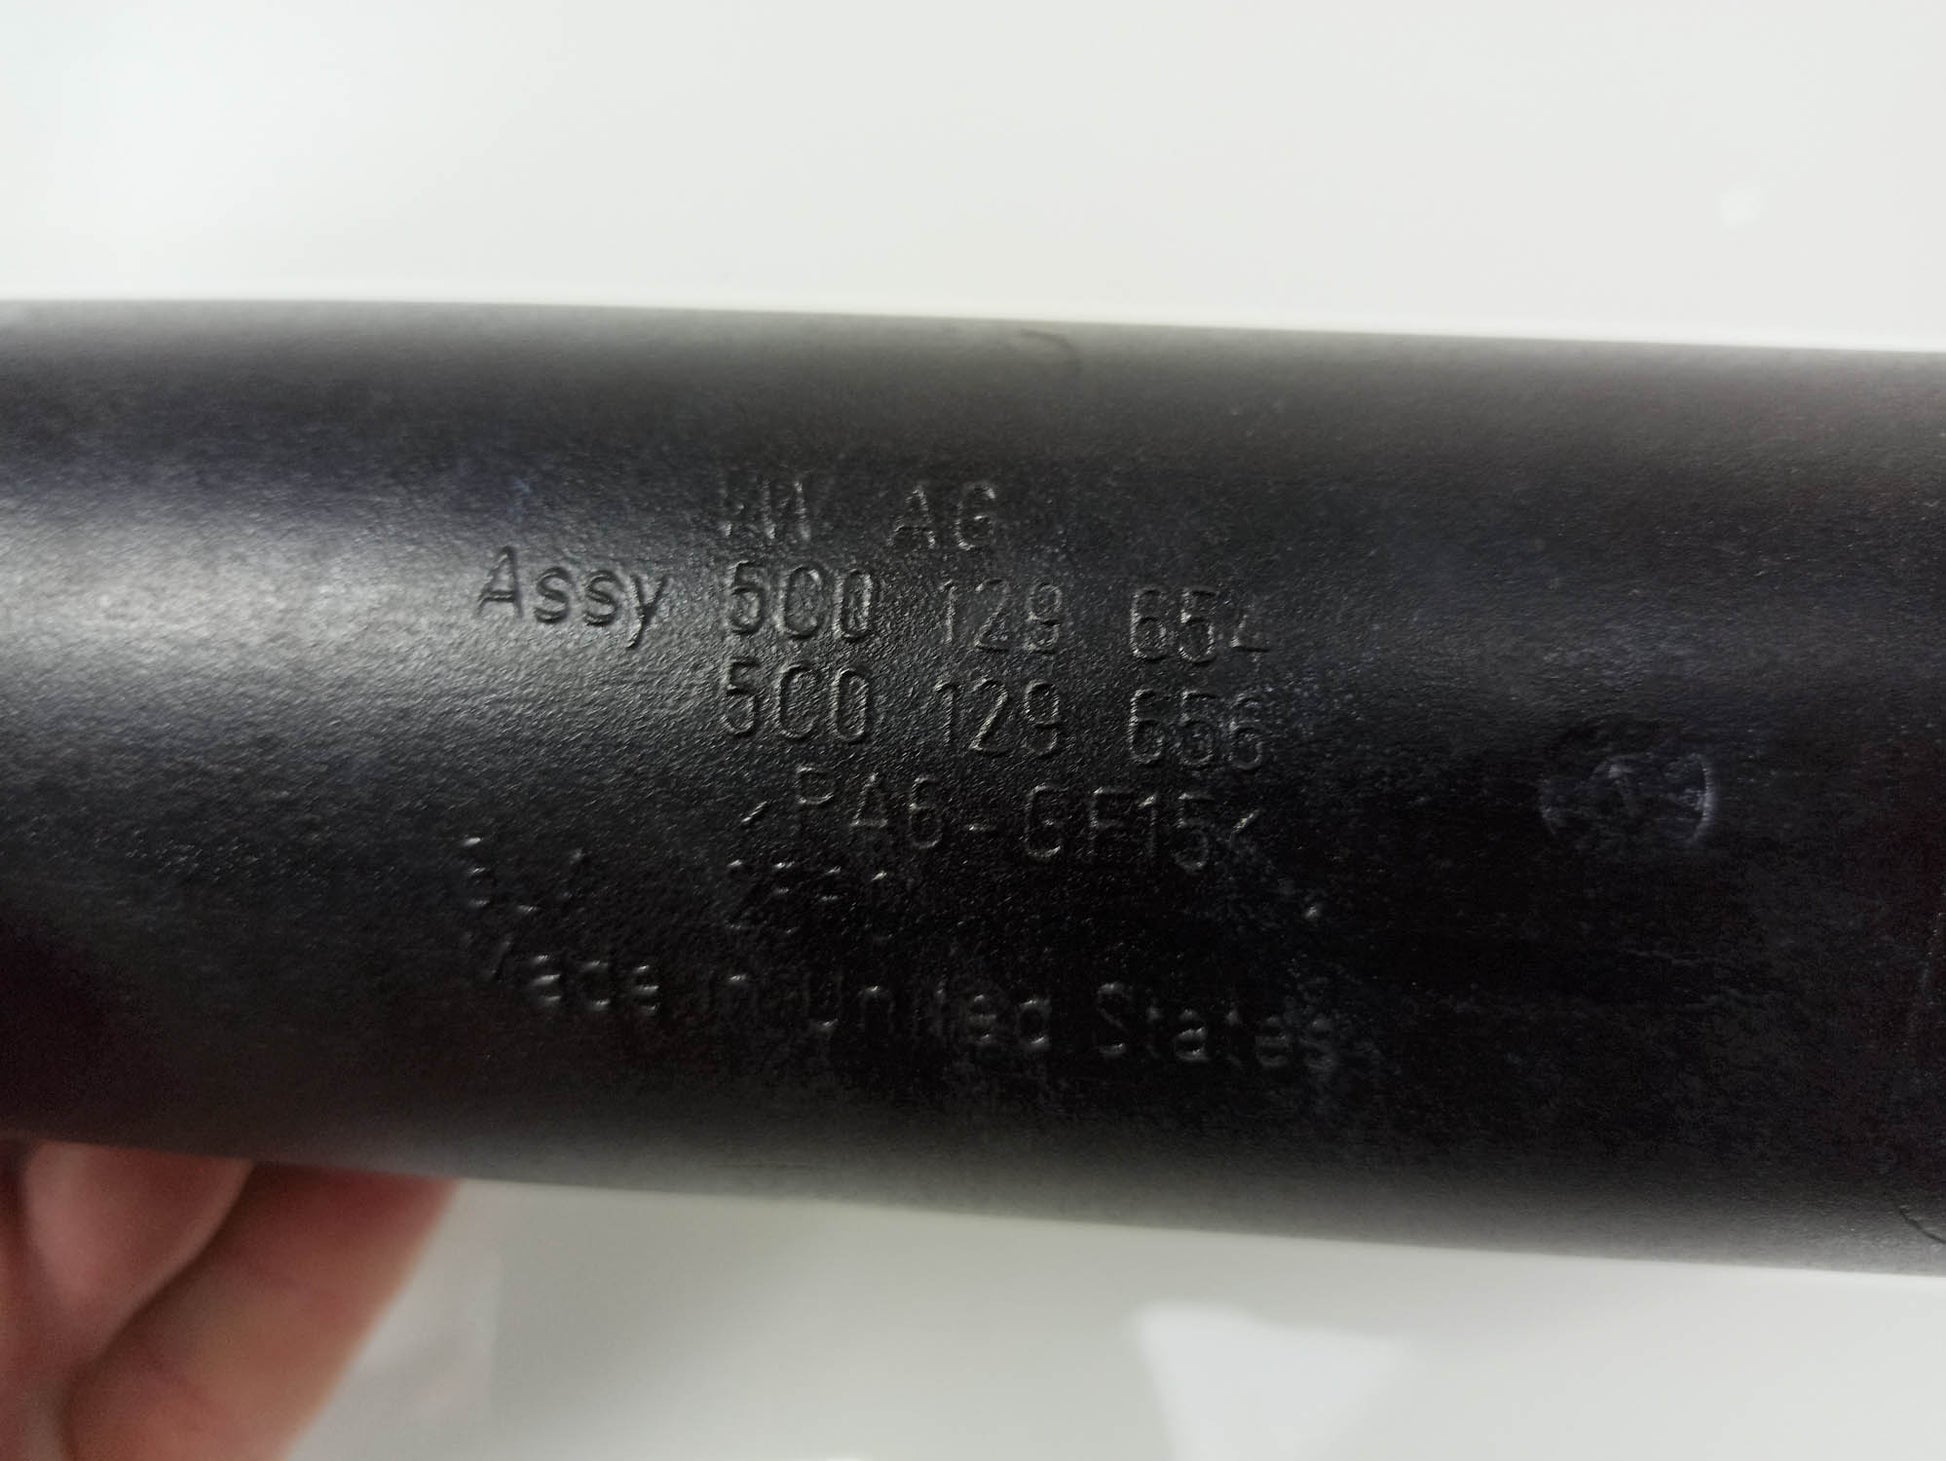 VW AG
Assy 5C0 129 654
5C0 129 656
>PA6-GF15<
Made in United States